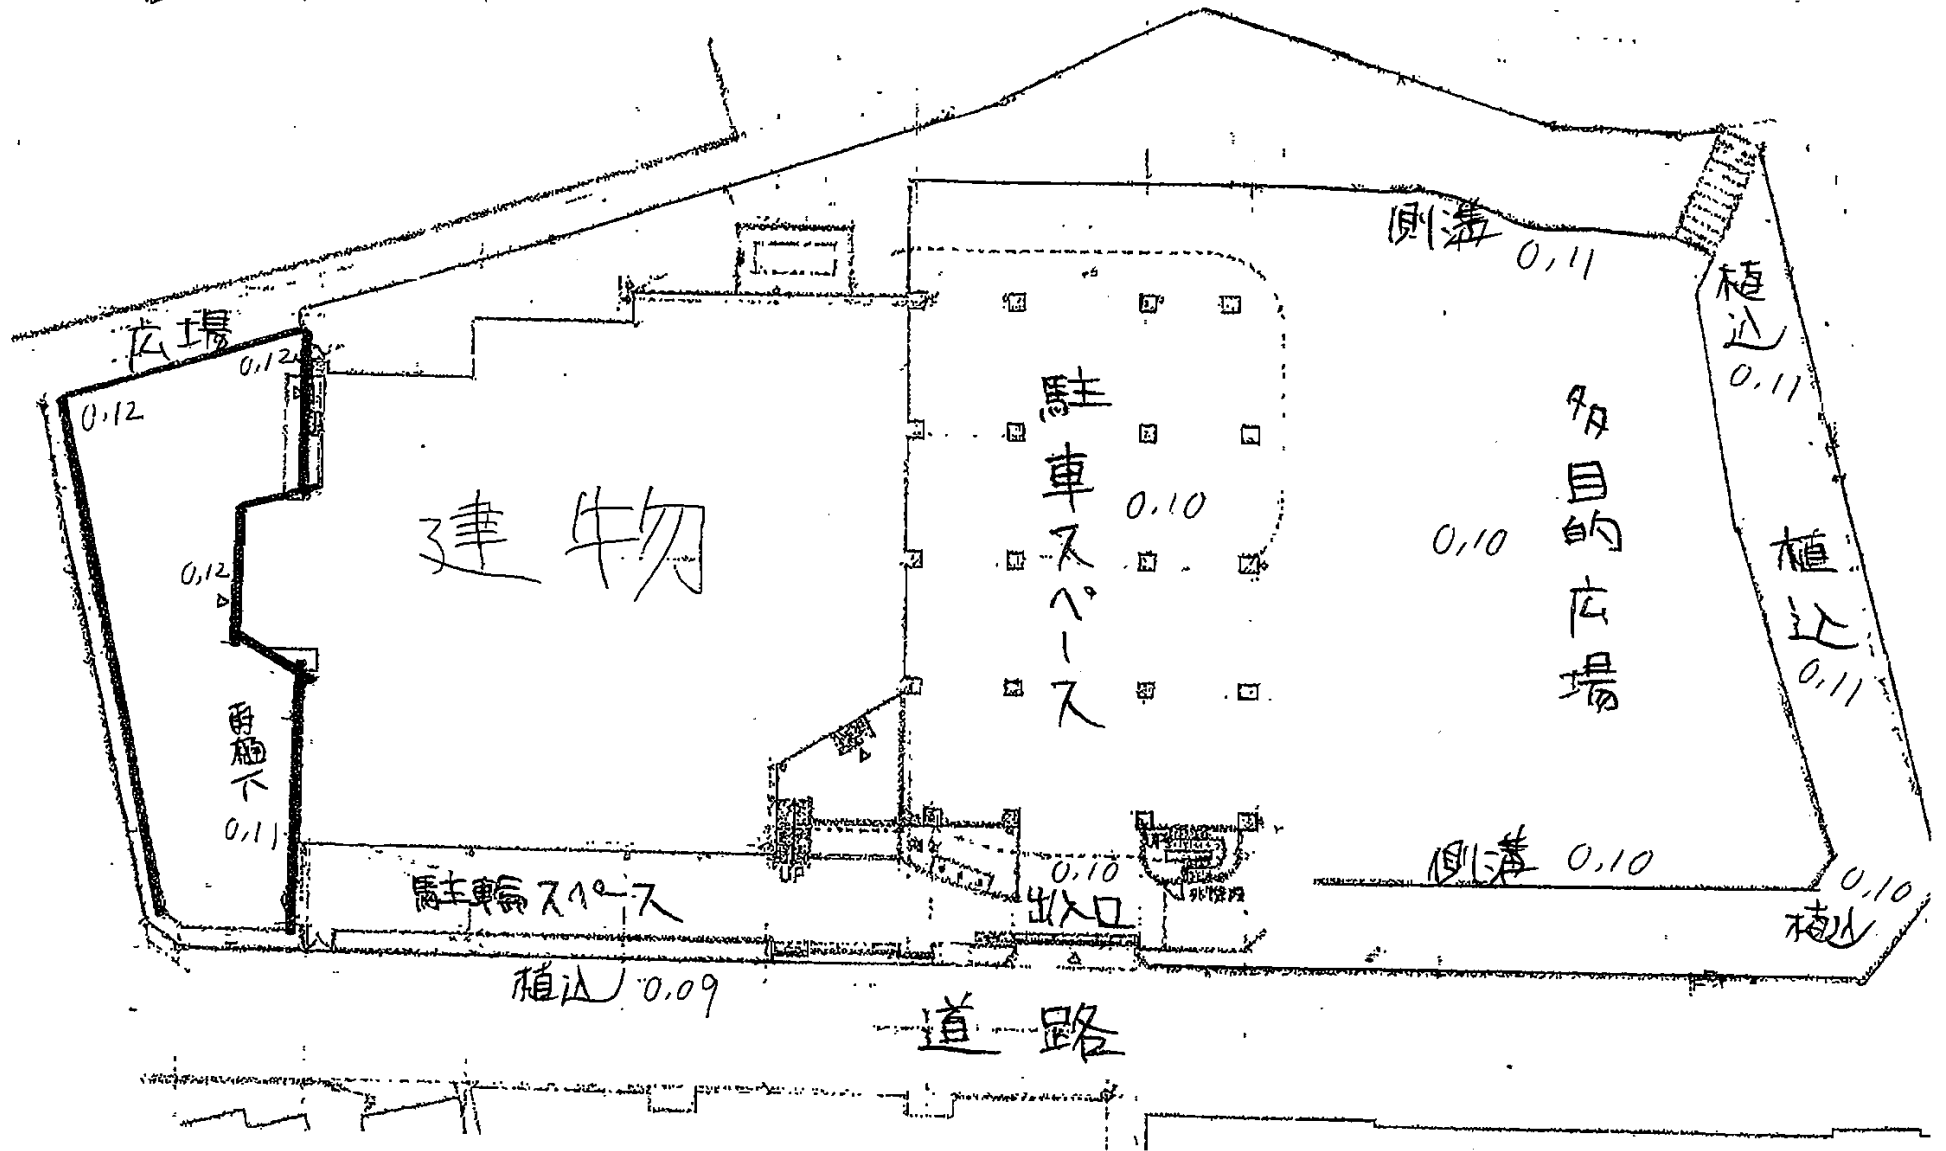 側溝
0,11
広場
0,12
0,12
植込
0,11
駐車スペース
0,10
多目的広場
0,10
建物
0,12
植込
0,11
雨樋下
0,11
駐輪スペース
UP
0,10
出入口
側溝 0,10
0,10
植込
植込 0,09
道路